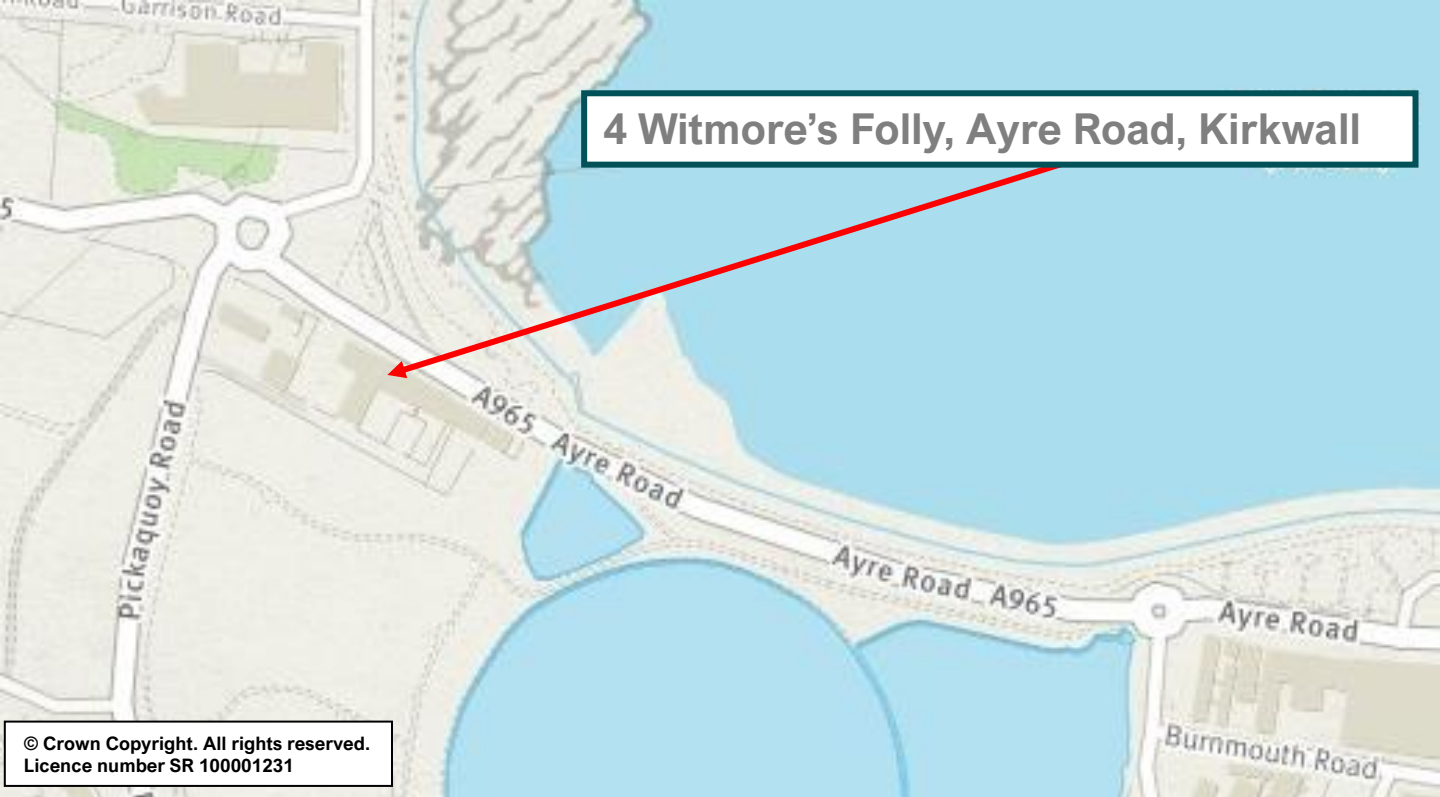 Garrison Road
4 Witmore's Folly, Ayre Road, Kirkwall
5
A965
Ayre Road
Pickaquoy Road
Ayre Road
A965
Ayre Road
© Crown Copyright. All rights reserved.
Licence number SR 100001231
Burnmouth Road